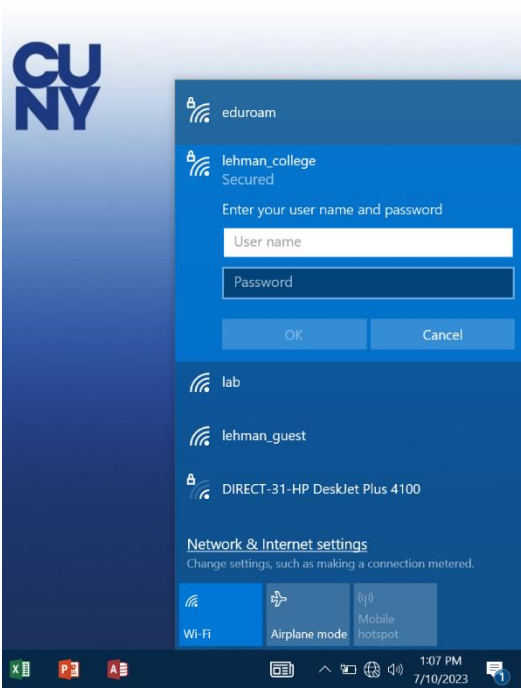 CU
NY
eduroam
lehman_college
Secured
Enter your user name and password
User name
Password
OK Cancel
lab
lehman_guest
DIRECT-31-HP DeskJet Plus 4100
Network & Internet settings
Change settings, such as making a connection metered.
Wi-Fi
Airplane mode
Mobile
hotspot
1:07 PM
7/10/2023
1